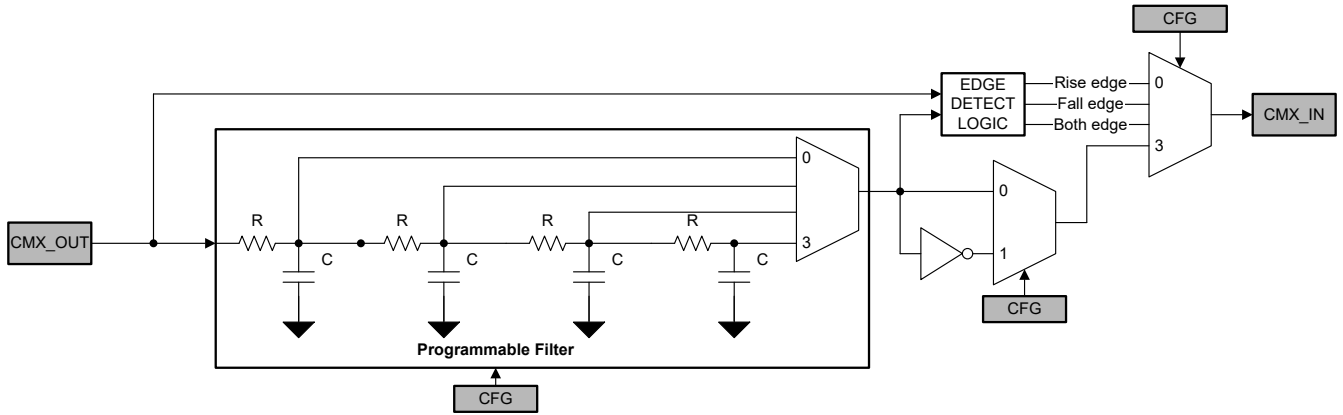 CFG
EDGE
DETECT
LOGIC
Rise edge
Fall edge
Both edge
0
3
CMX_IN
0
3
R
R
R
R
C
C
C
C
CMX_OUT
0
1
CFG
Programmable Filter
CFG